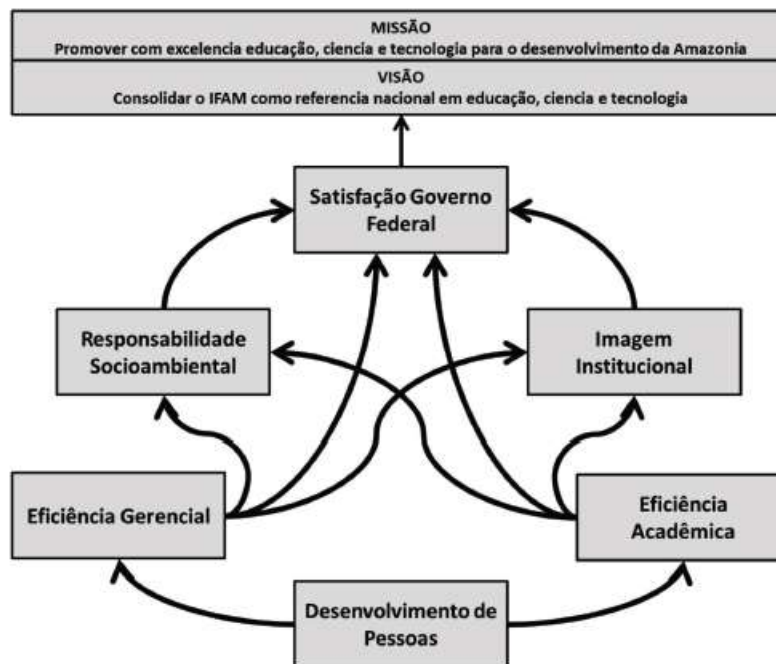 MISSÃO
Promover com excelencia educação, ciencia e tecnologia para o desenvolvimento da Amazonia
VISÃO
Consolidar o IFAM como referencia nacional em educação, ciencia e tecnologia
Satisfação Governo
Federal
Responsabilidade
Socioambiental
Imagem
Institucional
Eficiência Gerencial
Eficiência
Acadêmica
Desenvolvimento de
Pessoas